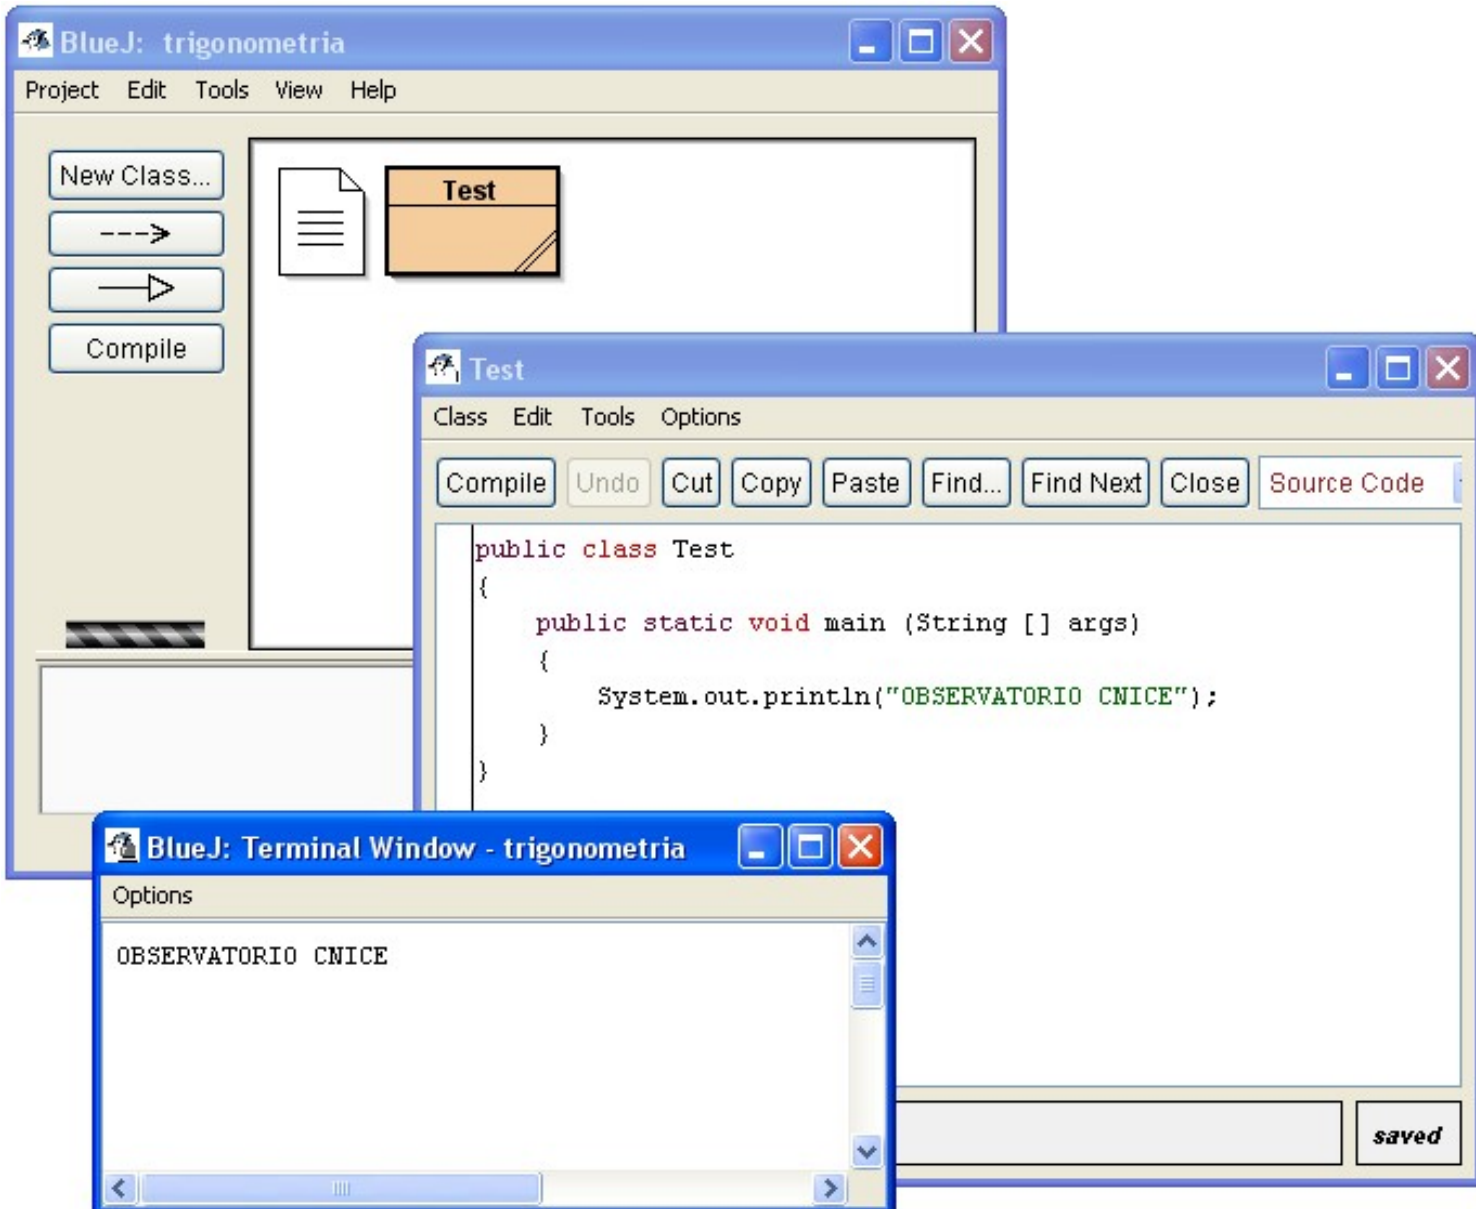 BlueJ: trigonometria
Project Edit Tools View Help
New Class...
Test
Compile
Test
Class Edit Tools Options
Compile Undo Cut Copy Paste Find... Find Next Close Source Code
public class Test
{
public static void main (String [] args)
{
System.out.println("OBSERVATORIO CNICE");
}
}
BlueJ: Terminal Window - trigonometria
Options
OBSERVATORIO CNICE
saved